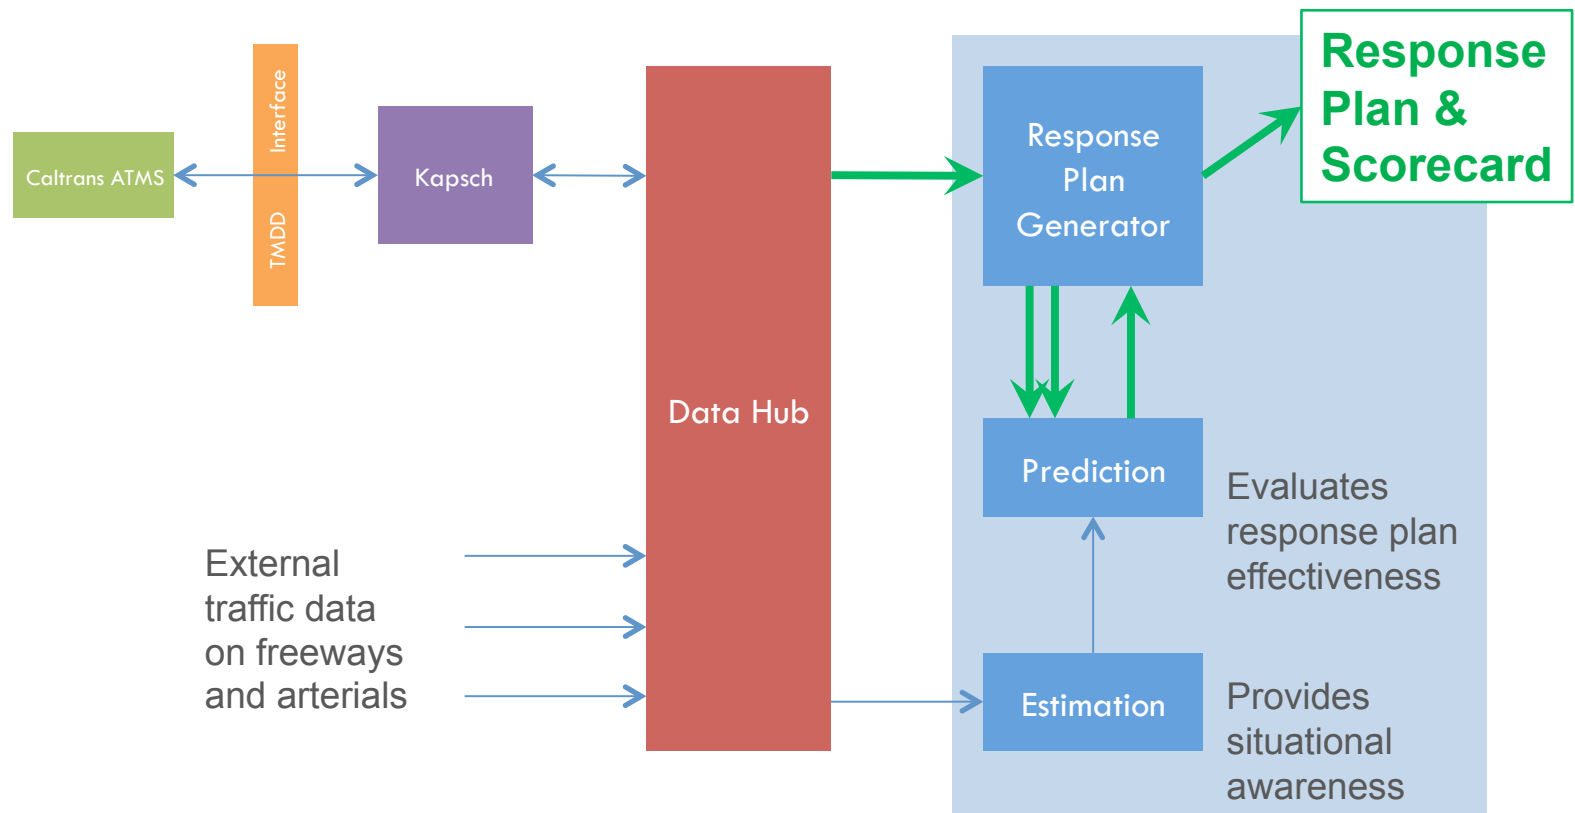 Caltrans ATMS
TMDD Interface
Kapsch
Data Hub
Response
Plan
Generator
Response
Plan &
Scorecard
Prediction
Evaluates
response plan
effectiveness
External
traffic data
on freeways
and arterials
Estimation
Provides
situational
awareness